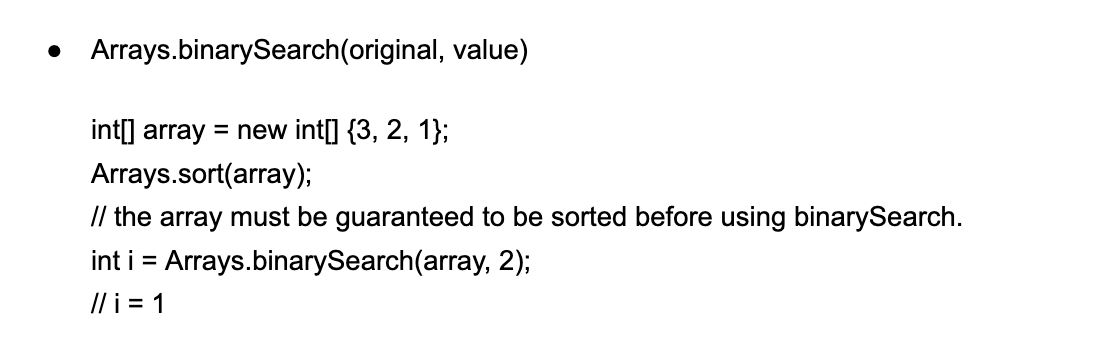 ● Arrays.binarySearch(original, value)
int[] array = new int[] {3, 2, 1};
Arrays.sort(array);
// the array must be guaranteed to be sorted before using binarySearch.
int i = Arrays.binarySearch(array, 2);
// i = 1